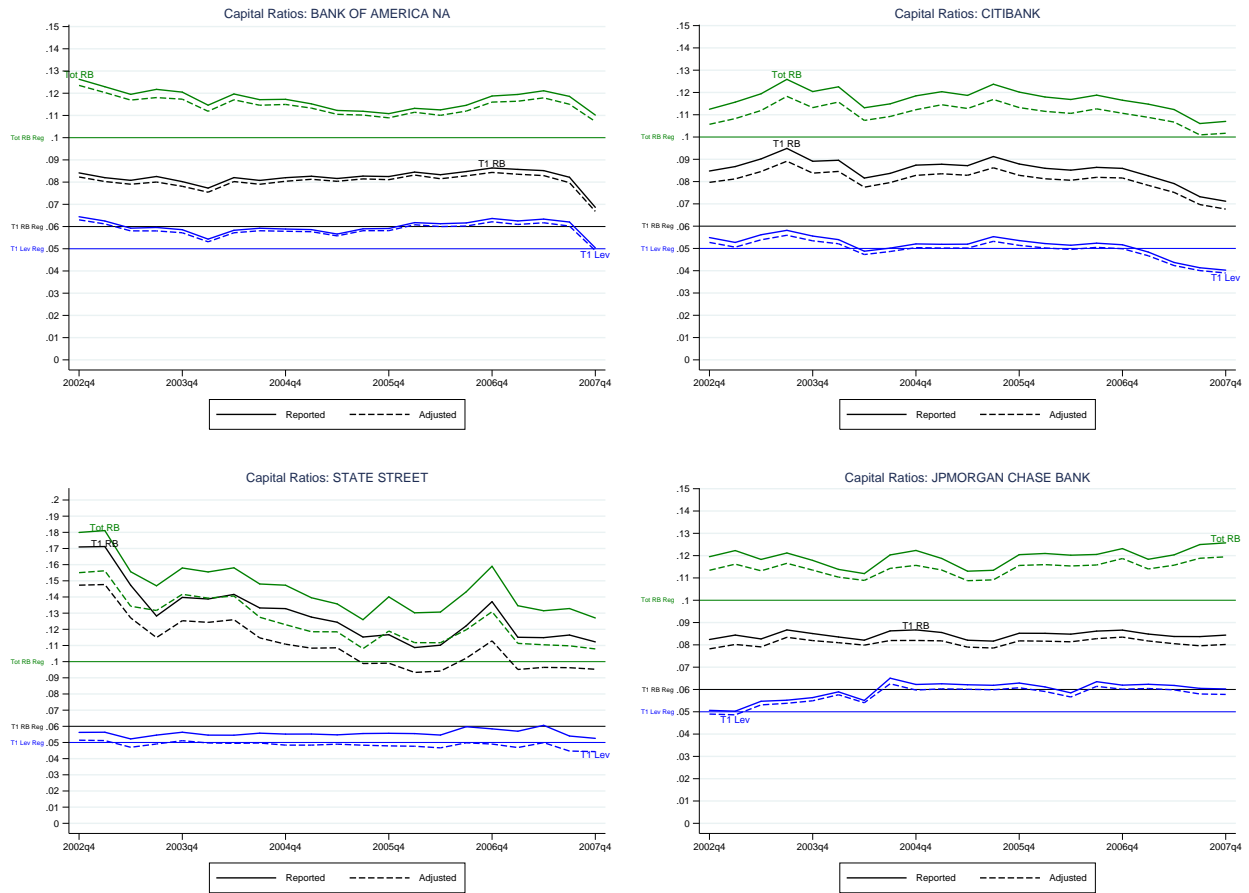 Capital Ratios: BANK OF AMERICA NA
.15
.14
.13
Tot RB
.12
.11
Tot RB Reg
.1
.09
T1 RB
.08
.07
T1 RB Reg
.06
T1 Lev Reg
.05
T1 Lev
.04
.03
.02
.01
0
2002q4 2003q4 2004q4 2005q4 2006q4 2007q4
Reported Adjusted
Capital Ratios: CITIBANK
.15
.14
.13
Tot RB
.12
.11
Tot RB Reg
.1
T1 RB
.09
.08
.07
T1 RB Reg
.06
T1 Lev Reg
.05
.04
T1 Lev
.03
.02
.01
0
2002q4 2003q4 2004q4 2005q4 2006q4 2007q4
Reported Adjusted
Capital Ratios: STATE STREET
.2
.19
Tot RB
.18
T1 RB
.17
.16
.15
.14
.13
.12
.11
Tot RB Reg
.1
.09
.08
.07
T1 RB Reg
.06
T1 Lev Reg
.05
T1 Lev
.04
.03
.02
.01
0
2002q4 2003q4 2004q4 2005q4 2006q4 2007q4
Reported Adjusted
Capital Ratios: JPMORGAN CHASE BANK
.15
.14
.13
Tot RB
.12
.11
Tot RB Reg
.1
.09
T1 RB
.08
.07
T1 RB Reg
.06
T1 Lev Reg
.05
T1 Lev
.04
.03
.02
.01
0
2002q4 2003q4 2004q4 2005q4 2006q4 2007q4
Reported Adjusted